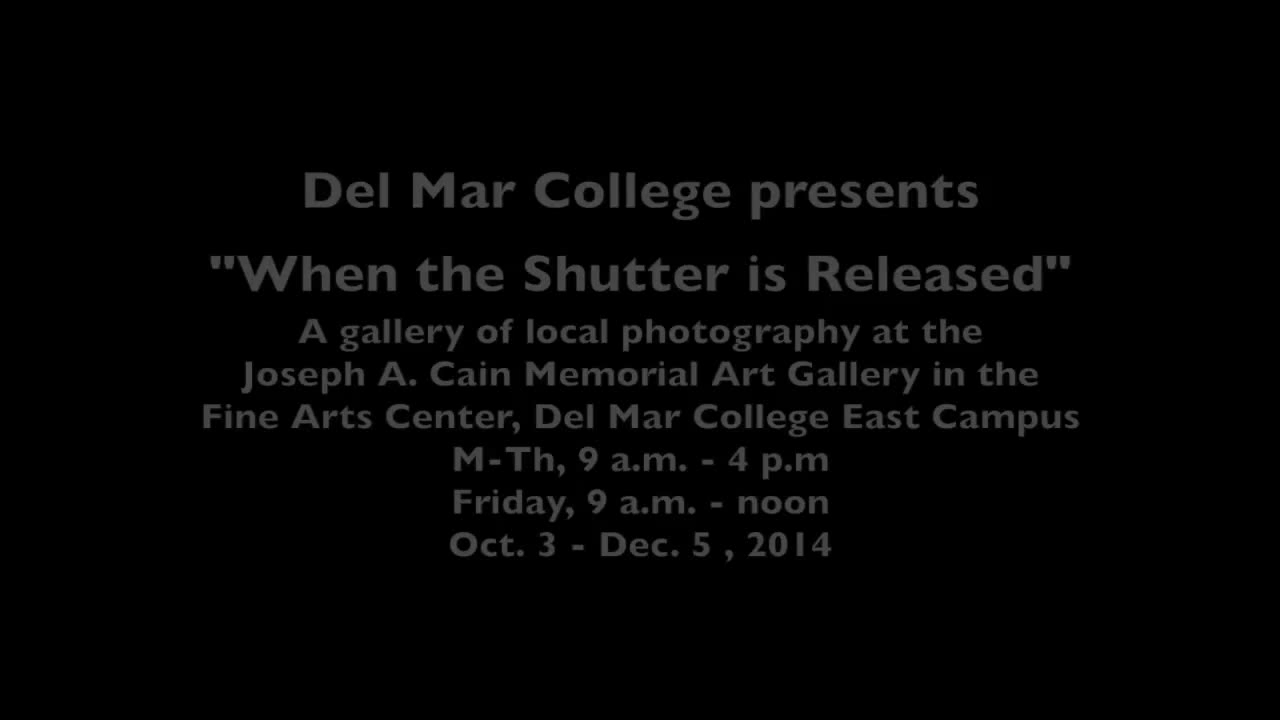 Del Mar College presents
"When the Shutter is Released"
A gallery of local photography at the
Joseph A. Cain Memorial Art Gallery in the
Fine Arts Center, Del Mar College East Campus
M-Th, 9 a.m. - 4 p.m
Friday, 9 a.m. - noon
Oct. 3 - Dec. 5 , 2014